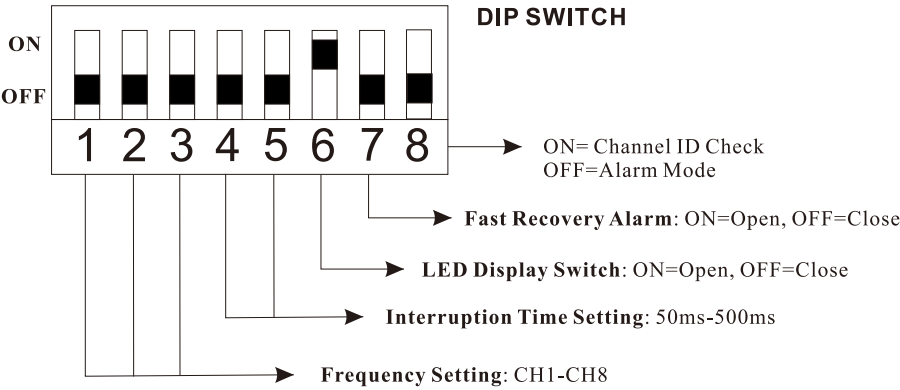 DIP SWITCH
ON
OFF
1 2 3 4 5 6 7 8
ON= Channel ID Check
OFF=Alarm Mode
Fast Recovery Alarm: ON=Open, OFF=Close
LED Display Switch: ON=Open, OFF=Close
Interruption Time Setting: 50ms-500ms
Frequency Setting: CH1-CH8